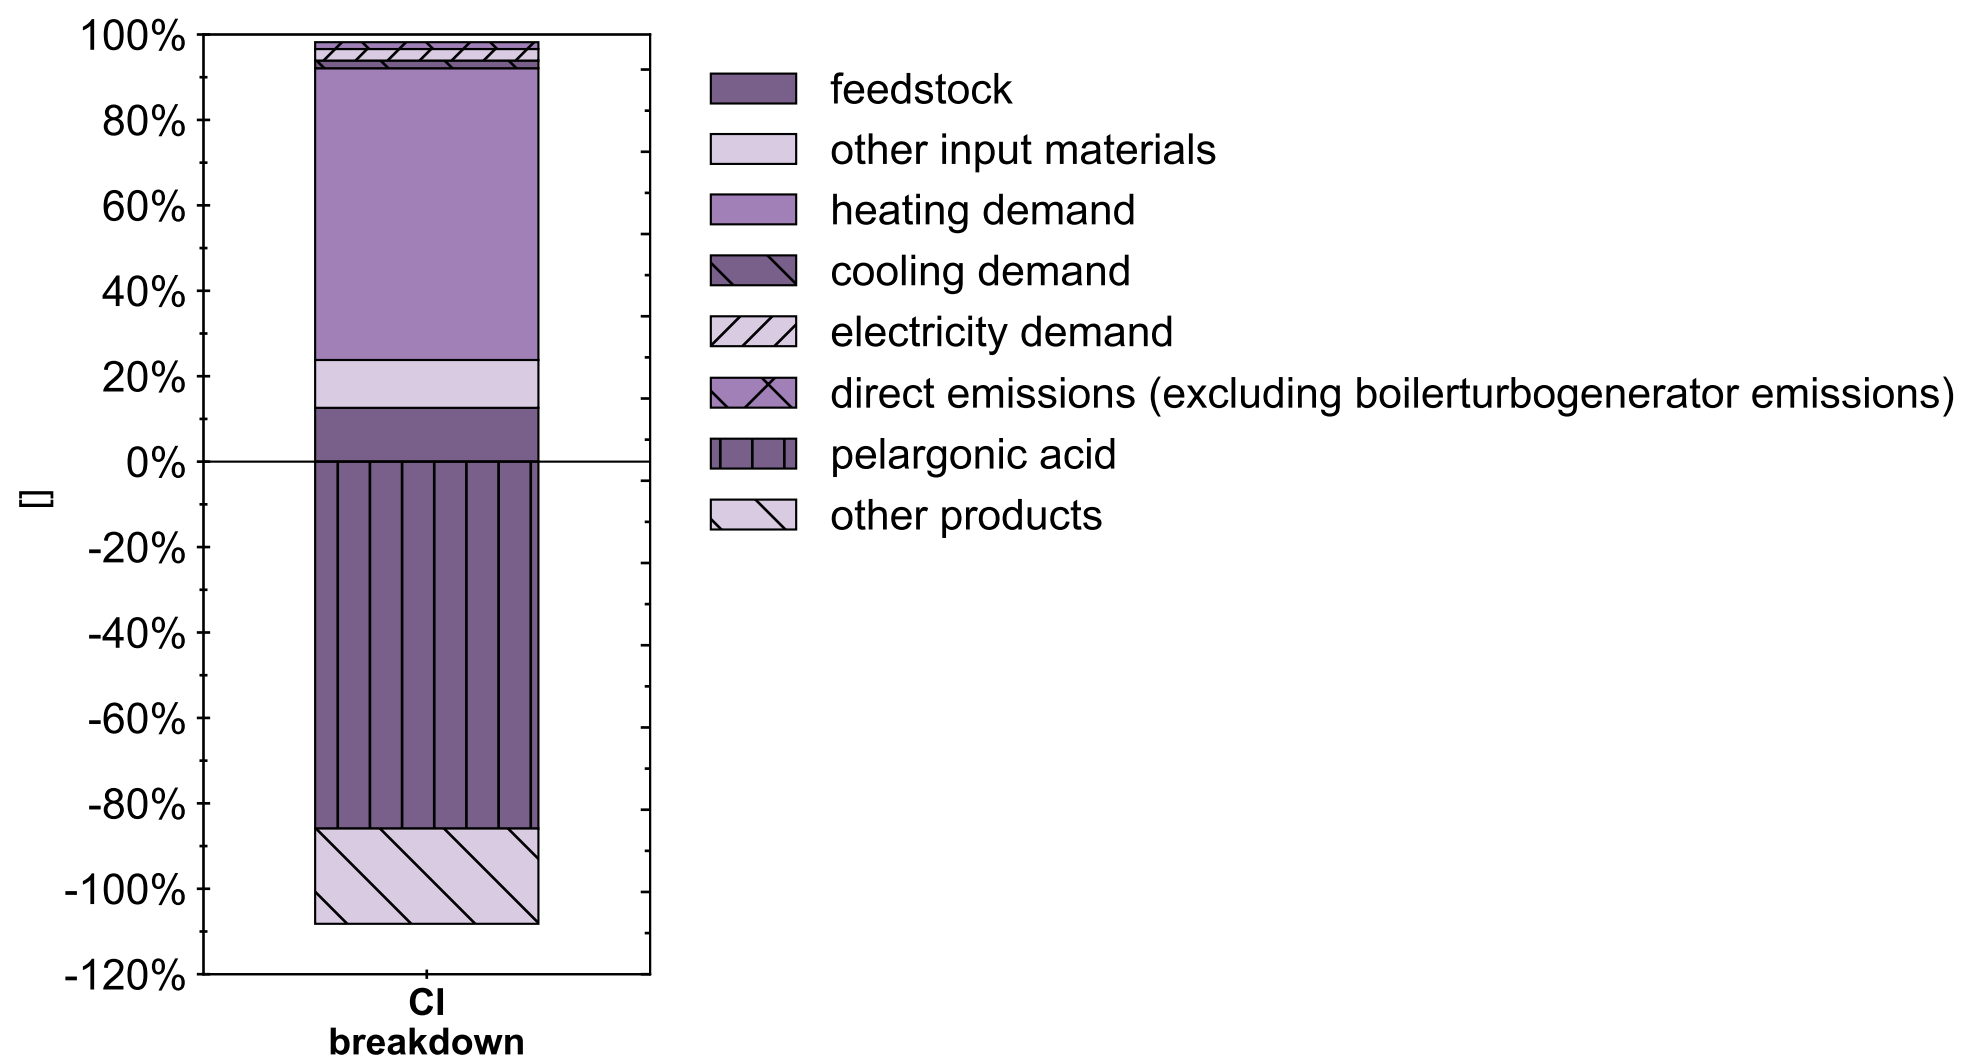 100%
80%
60%
40%
20%
0%
-20%
-40%
-60%
-80%
-100%
-120%
[]
CI
breakdown
feedstock
other input materials
heating demand
cooling demand
electricity demand
direct emissions (excluding boilerturbogenerator emissions)
pelargonic acid
other products